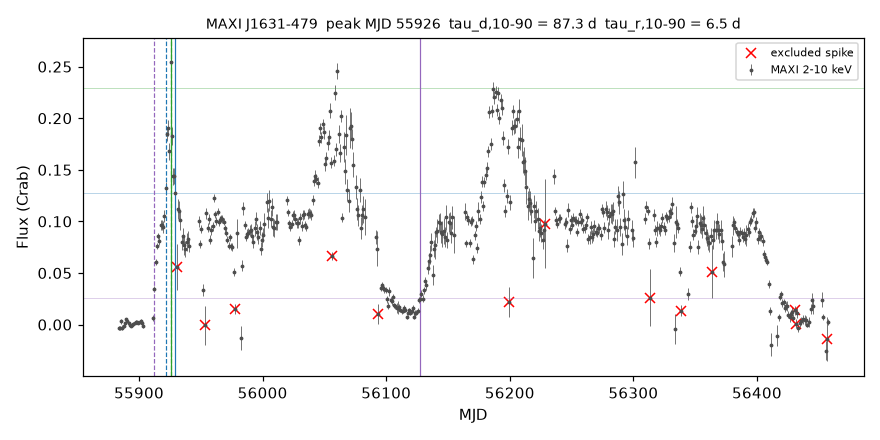 MAXI J1631-479  peak MJD 55926  tau_d,10-90 = 87.3 d  tau_r,10-90 = 6.5 d
excluded spike
MAXI 2-10 keV
Flux (Crab)
0.25
0.20
0.15
0.10
0.05
0.00
55900
56000
56100
56200
56300
56400
MJD